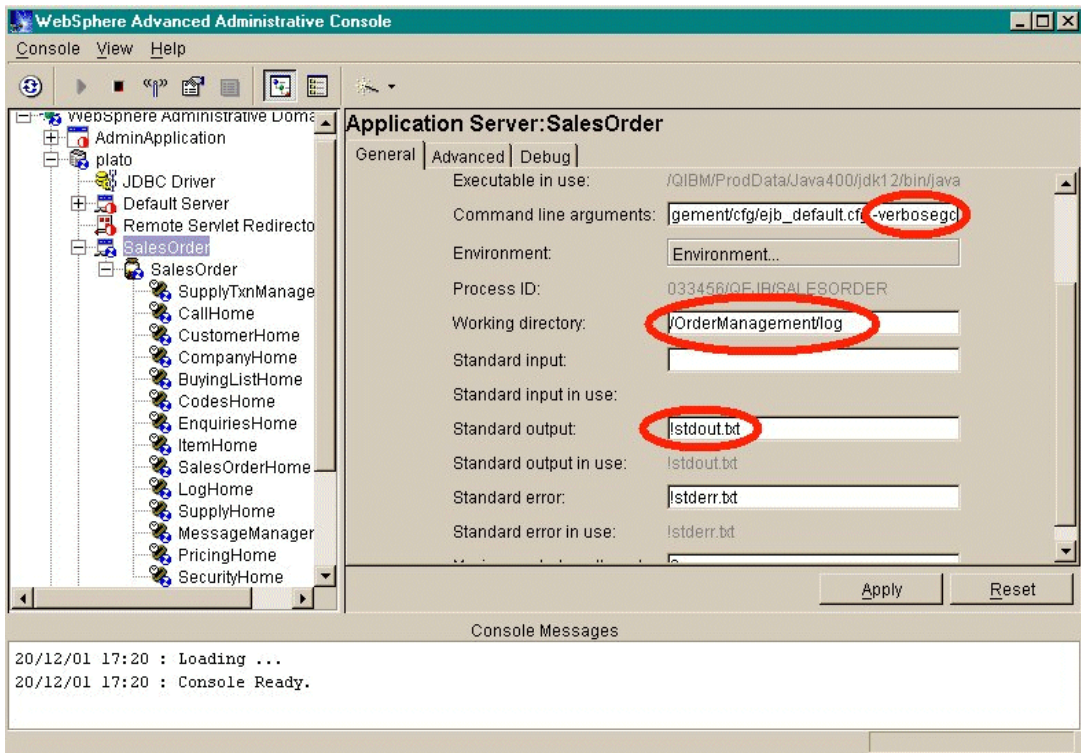 WebSphere Advanced Administrative Console
Console View Help
WebSphere Administrative Doma
AdminApplication
plato
JDBC Driver
Default Server
Remote Servlet Redirecto
SalesOrder
SalesOrder
SupplyTxnManage
CallHome
CustomerHome
CompanyHome
BuyingListHome
CodesHome
EnquiriesHome
ItemHome
SalesOrderHome
LogHome
SupplyHome
MessageManager
PricingHome
SecurityHome
Application Server:SalesOrder
General Advanced Debug
Executable in use: /QIBM/ProdData/Java400/jdk12/bin/java
Command line arguments: gement/cfg/ejb_default.cfg -verbosegc
Environment: Environment...
Process ID: 033456/QEJB/SALESORDER
Working directory: /OrderManagement/log
Standard input:
Standard input in use:
Standard output: !stdout.txt
Standard output in use: !stdout.txt
Standard error: !stderr.txt
Standard error in use: !stderr.txt
Apply Reset
Console Messages
20/12/01 17:20 : Loading ...
20/12/01 17:20 : Console Ready.